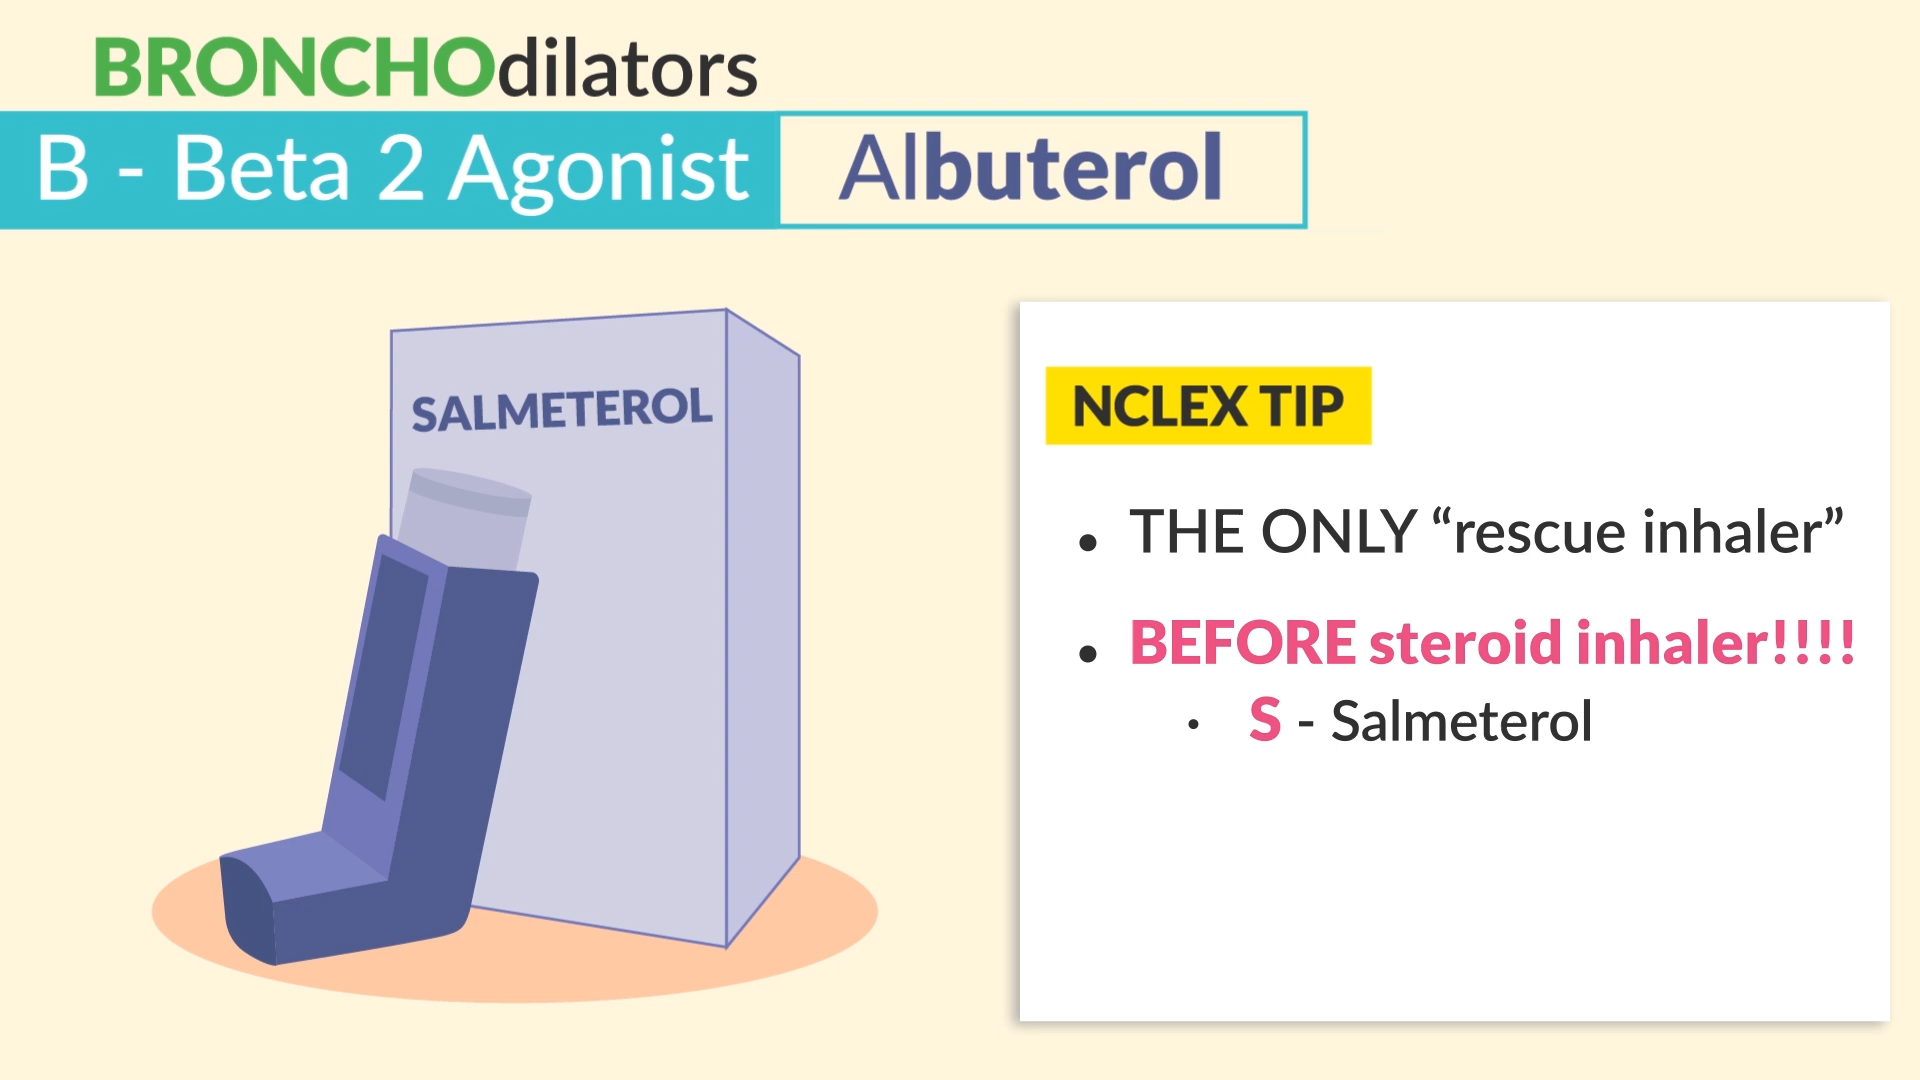 BRONCHOdilators
B - Beta 2 Agonist
Albuterol
SALMETEROL
NCLEX TIP
• THE ONLY “rescue inhaler”
• BEFORE steroid inhaler!!!!
• S - Salmeterol